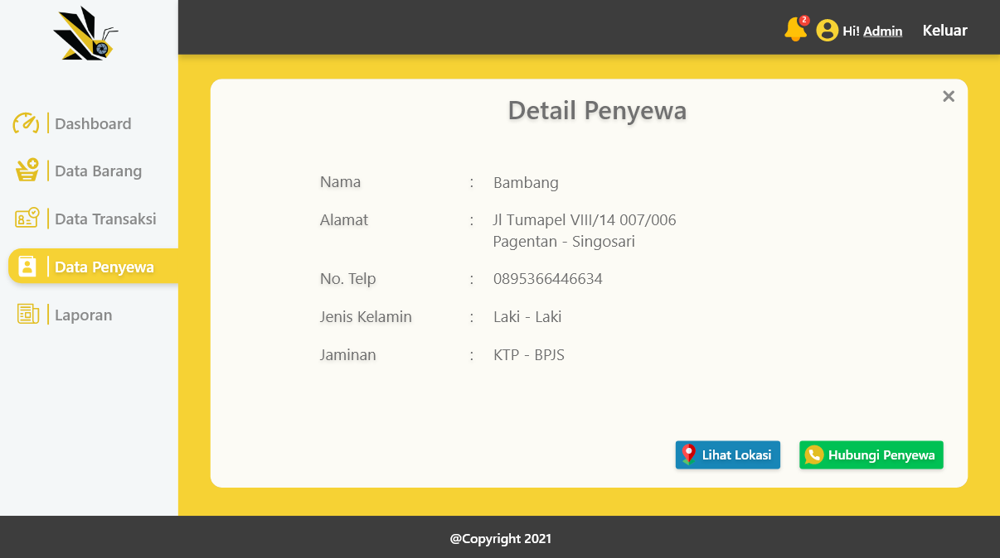 2
Hi! Admin
Keluar
Dashboard
Data Barang
Data Transaksi
Data Penyewa
Laporan
Detail Penyewa
Nama : Bambang
Alamat : Jl Tumapel VIII/14 007/006
Pagentan - Singosari
No. Telp : 0895366446634
Jenis Kelamin : Laki - Laki
Jaminan : KTP - BPJS
Lihat Lokasi
Hubungi Penyewa
@Copyright 2021